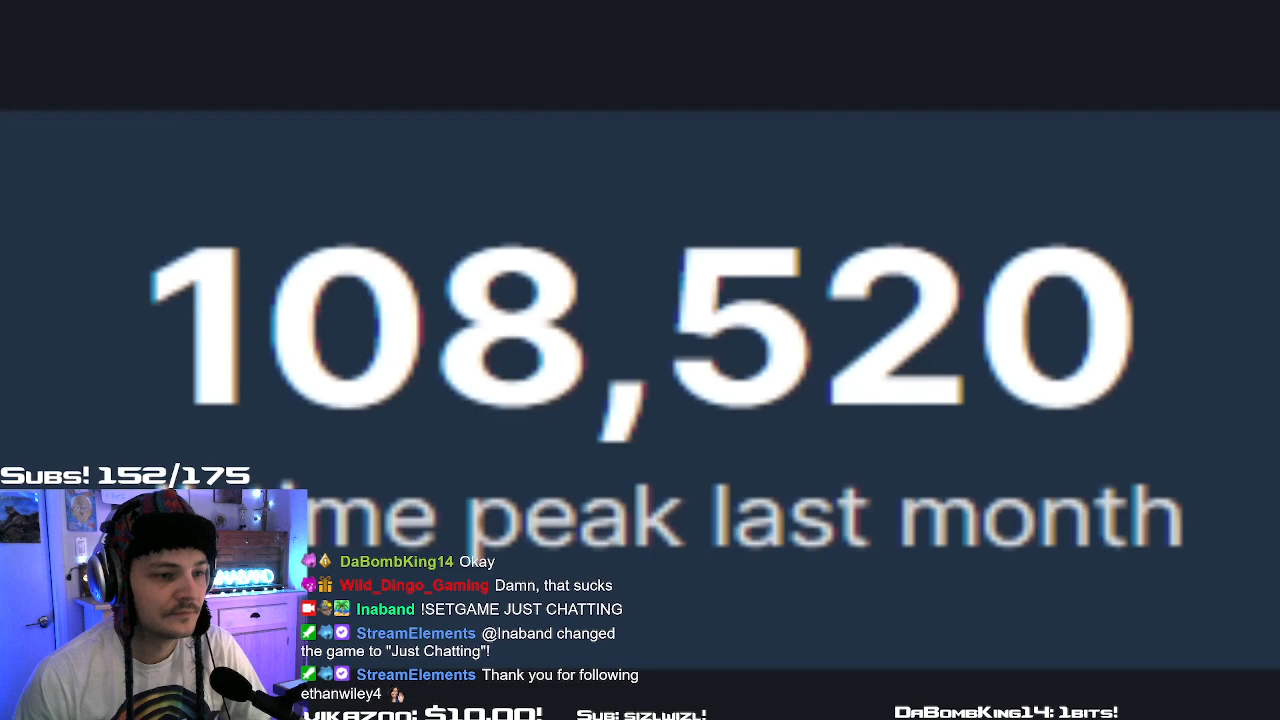 108,520
me peak last month
Subs! 152/175
DaBombKing14 Okay
Wild_Dingo_Gaming Damn, that sucks
Inaband !SETGAME JUST CHATTING
StreamElements @Inaband changed
the game to "Just Chatting"!
StreamElements Thank you for following
ethanwiley4
VIKAZOO: $10.00! Sub: sizlwizl! DaBombKing14: 1bits!